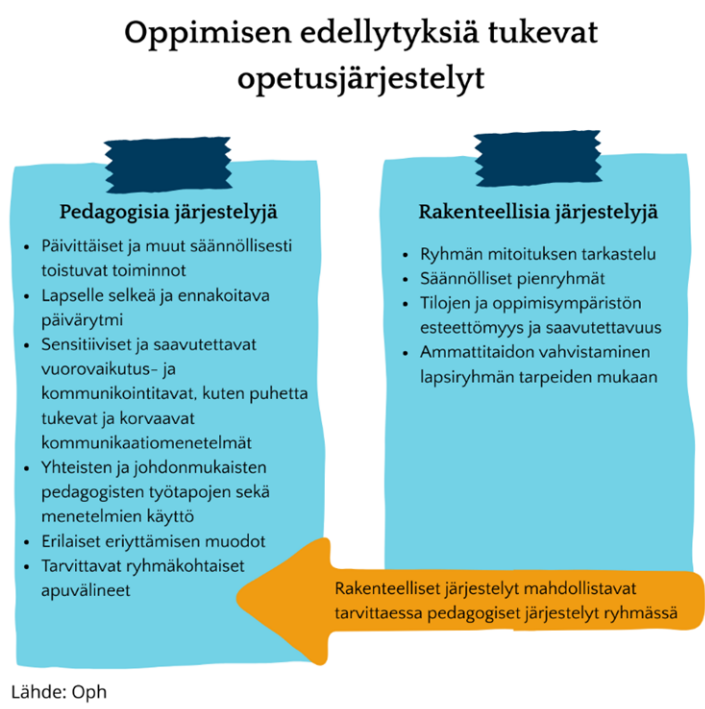 Oppimisen edellytyksiä tukevat
opetusjärjestelyt
Pedagogisia järjestelyjä
• Päivittäiset ja muut säännöllisesti
toistuvat toiminnot
• Lapselle selkeä ja ennakoitava
päivärytmi
• Sensitiiviset ja saavutettavat
vuorovaikutus- ja
kommunikointitavat, kuten puhetta
tukevat ja korvaavat
kommunikaatiomenetelmät
• Yhteisten ja johdonmukaisten
pedagogisten työtapojen sekä
menetelmien käyttö
• Erilaiset eriyttämisen muodot
• Tarvittavat ryhmäkohtaiset
apuvälineet
Rakenteellisia järjestelyjä
• Ryhmän mitoituksen tarkastelu
• Säännölliset pienryhmät
• Tilojen ja oppimisympäristön
esteettömyys ja saavutettavuus
• Ammattitaidon vahvistaminen
lapsiryhmän tarpeiden mukaan
Rakenteelliset järjestelyt mahdollistavat
tarvittaessa pedagogiset järjestelyt ryhmässä
Lähde: Oph